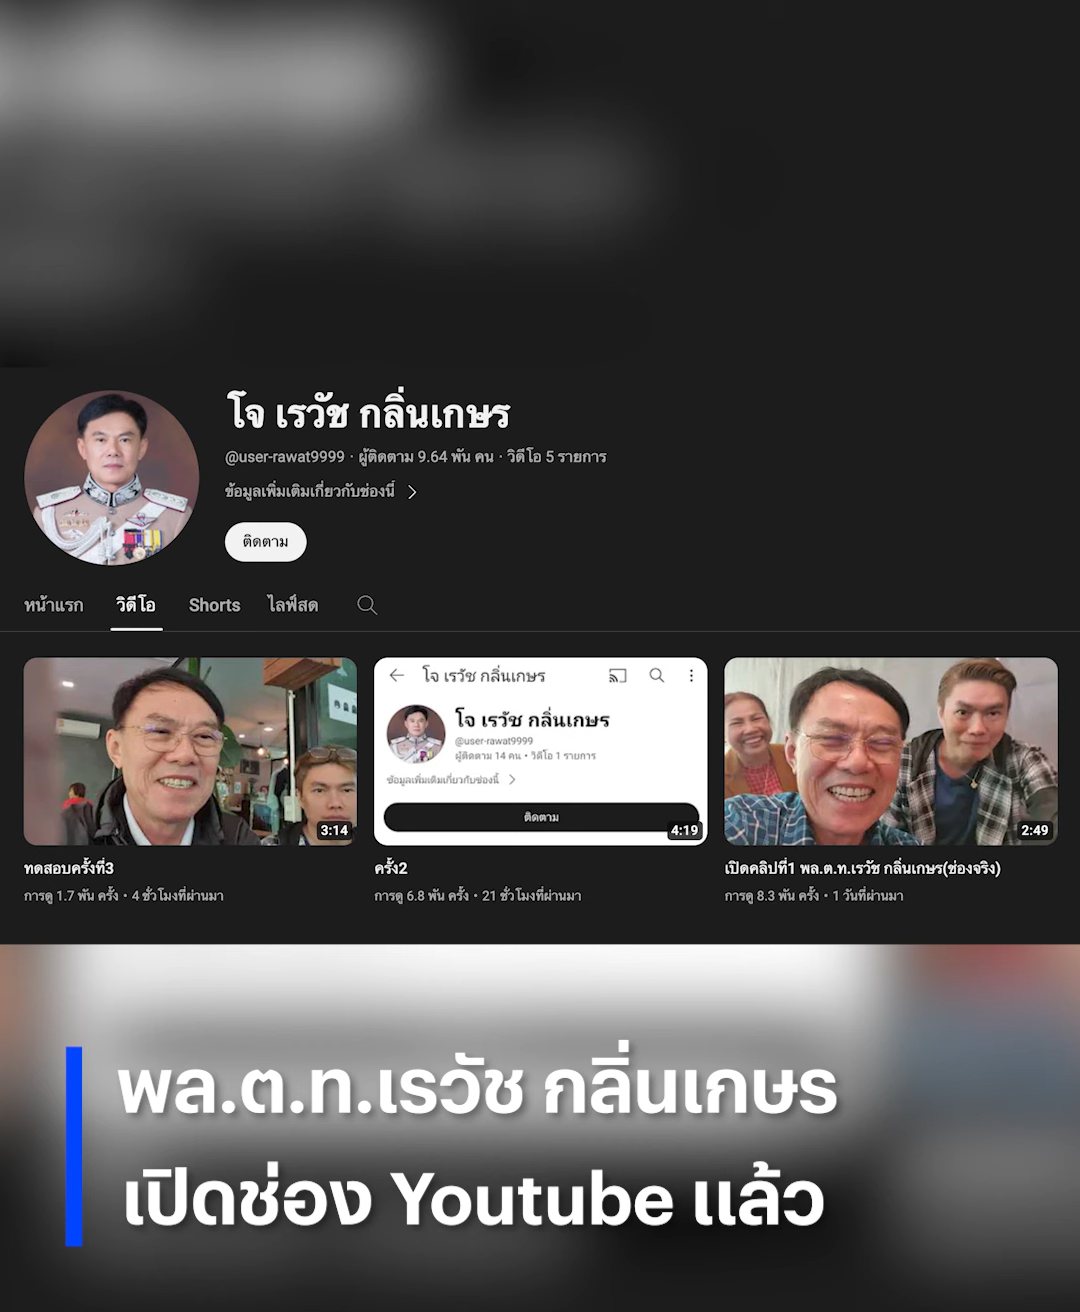 โจ เรวัช กลิ่นเกษร
@user-rawat9999 · ผู้ติดตาม 9.64 พัน คน · วิดีโอ 5 รายการ
ข้อมูลเพิ่มเติมเกี่ยวกับช่องนี้
ติดตาม
หน้าแรก วิดีโอ Shorts ไลฟ์สด
โจ เรวัช กลิ่นเกษร
โจ เรวัช กลิ่นเกษร
@user-rawat9999
ผู้ติดตาม 14 คน • วิดีโอ 1 รายการ
ข้อมูลเพิ่มเติมเกี่ยวกับช่องนี้
ติดตาม
3:14 4:19 2:49
ทดสอบครั้งที่3 ครั้ง2 เปิดคลิปที่1 พล.ต.ท.เรวัช กลิ่นเกษร(ช่องจริง)
การดู 1.7 พัน ครั้ง • 4 ชั่วโมงที่ผ่านมา การดู 6.8 พัน ครั้ง • 21 ชั่วโมงที่ผ่านมา การดู 8.3 พัน ครั้ง • 1 วันที่ผ่านมา
พล.ต.ท.เรวัช กลิ่นเกษร
เปิดช่อง Youtube แล้ว